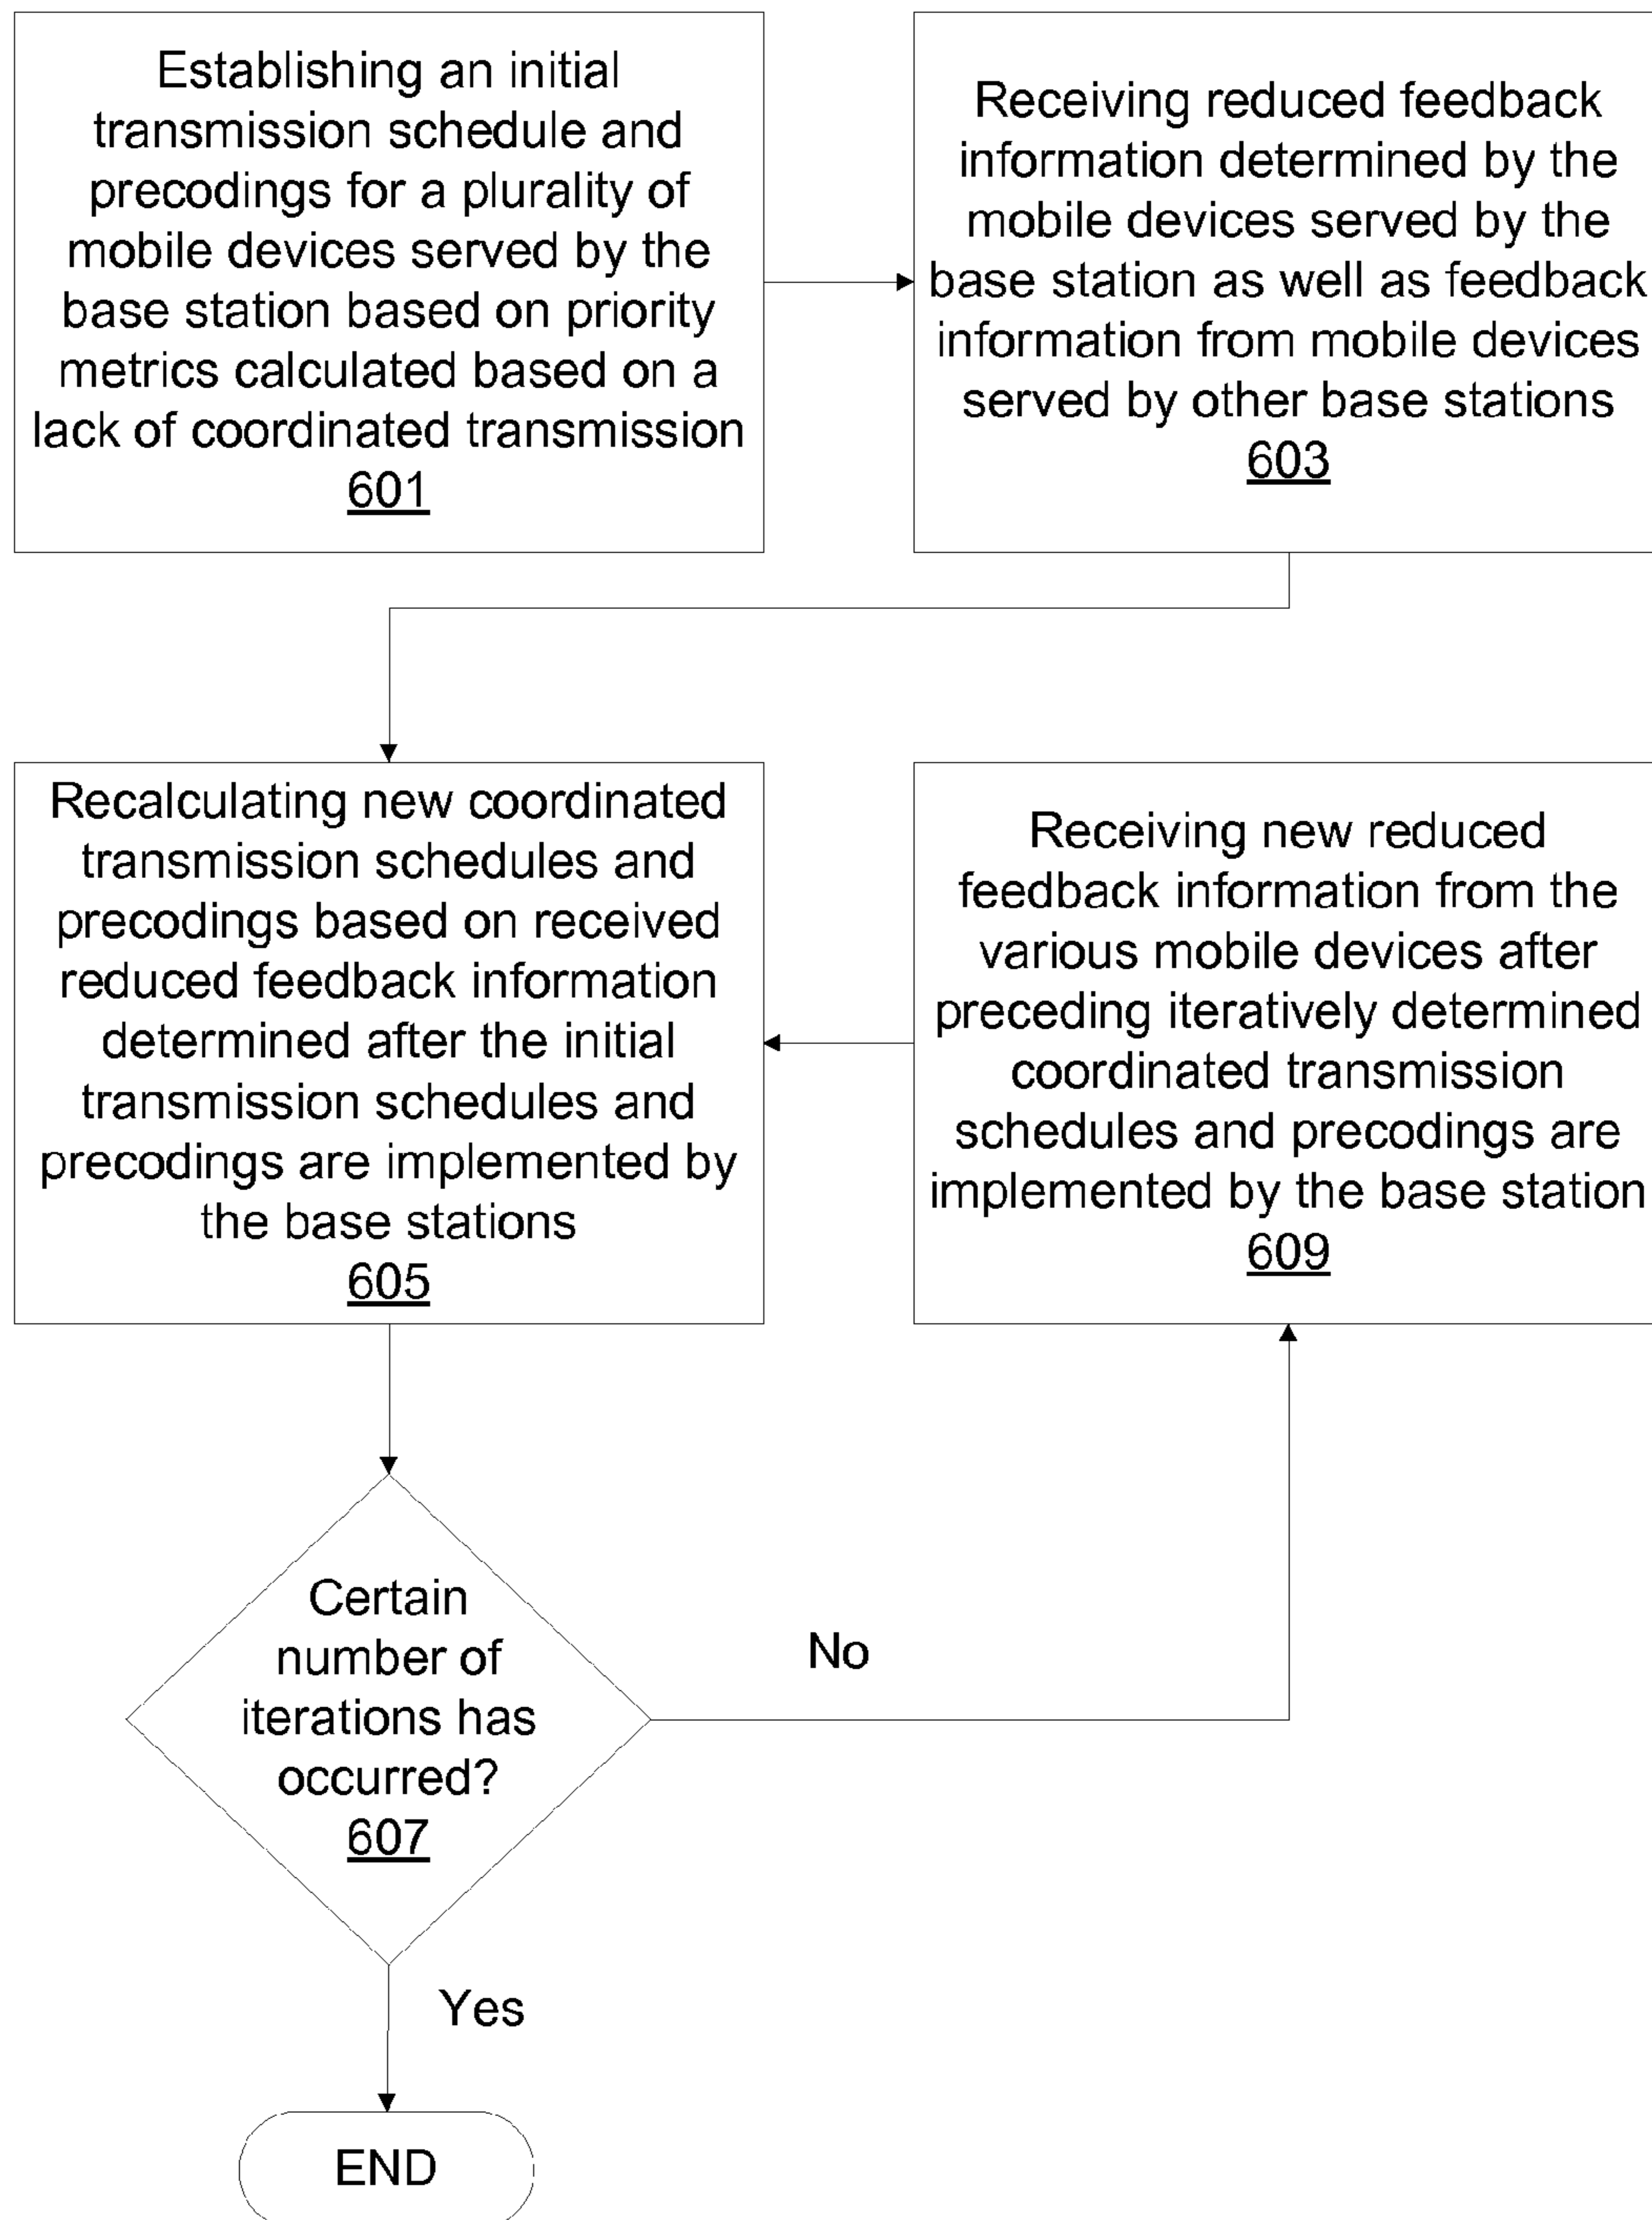 Establishing an initial
transmission schedule and
precodings for a plurality of
mobile devices served by the
base station based on priority
metrics calculated based on a
lack of coordinated transmission
601
Receiving reduced feedback
information determined by the
mobile devices served by the
base station as well as feedback
information from mobile devices
served by other base stations
603
Recalculating new coordinated
transmission schedules and
precodings based on received
reduced feedback information
determined after the initial
transmission schedules and
precodings are implemented by
the base stations
605
Receiving new reduced
feedback information from the
various mobile devices after
preceding iteratively determined
coordinated transmission
schedules and precodings are
implemented by the base station
609
Certain
number of
iterations has
occurred?
607
No
Yes
END